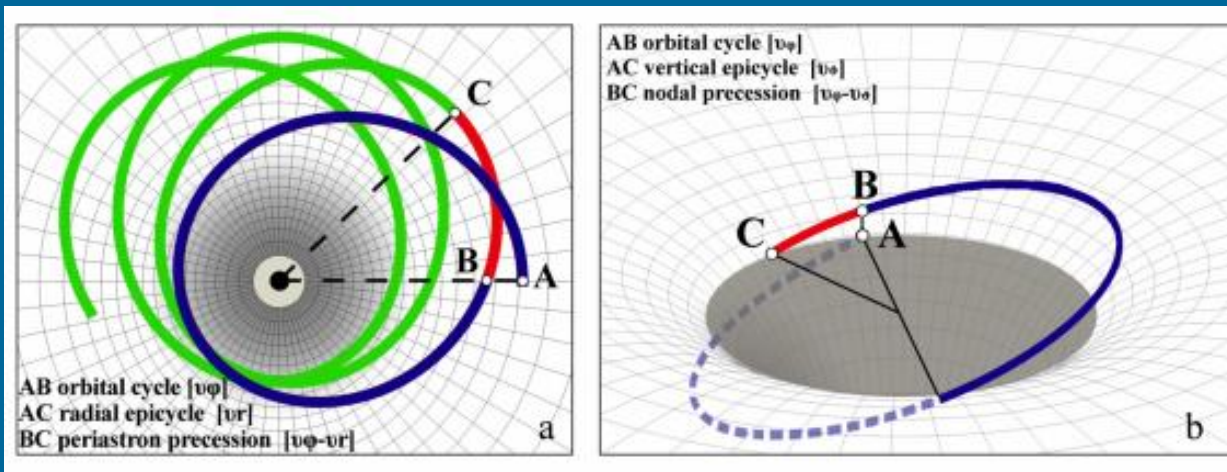 C
B
A
AB orbital cycle [υφ]
AC radial epicycle [υr]
BC periastron precession [υφ-υr]
a
AB orbital cycle [υφ]
AC vertical epicycle [υθ]
BC nodal precession [υφ-υθ]
B
C
A
b